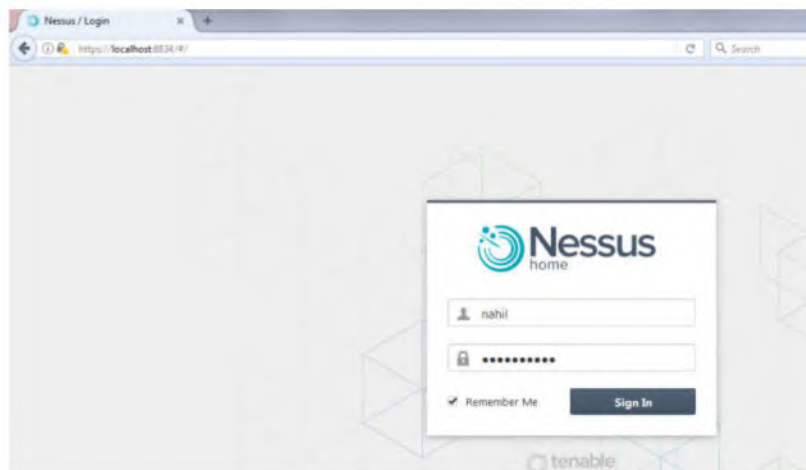 Nessus / Login
https://localhost:8834/#/
Search
Nessus
home
nahil
Remember Me
Sign In
tenable